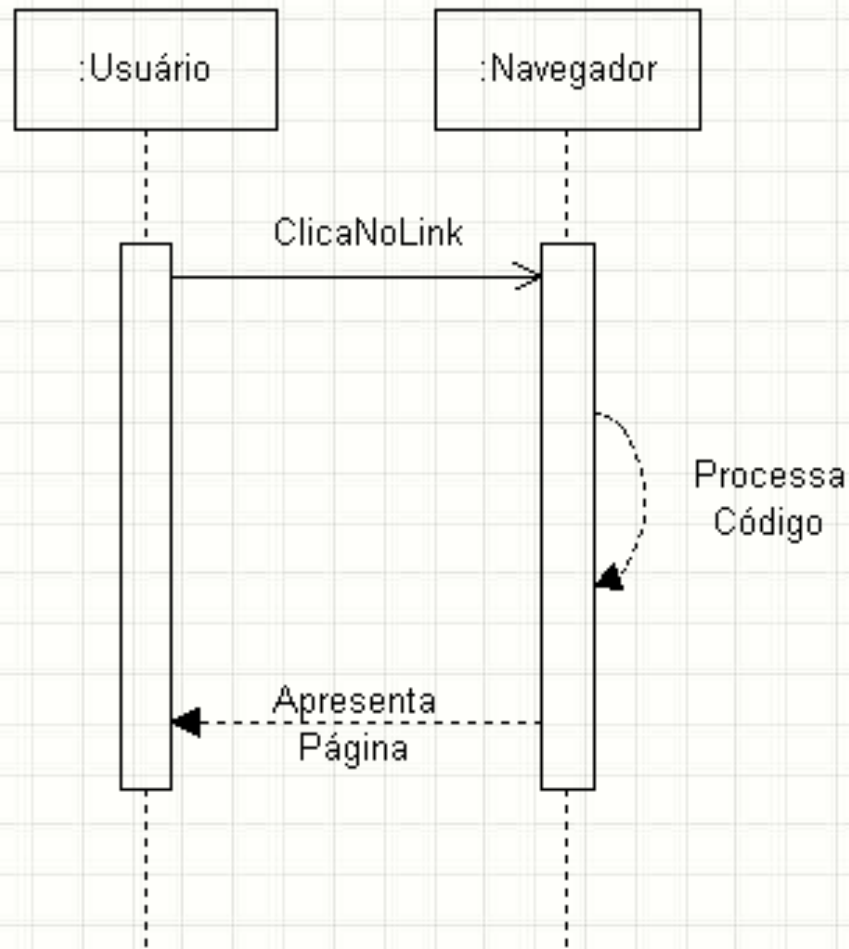 :Usuário
:Navegador
ClicaNoLink
Processa
Código
Apresenta
Página